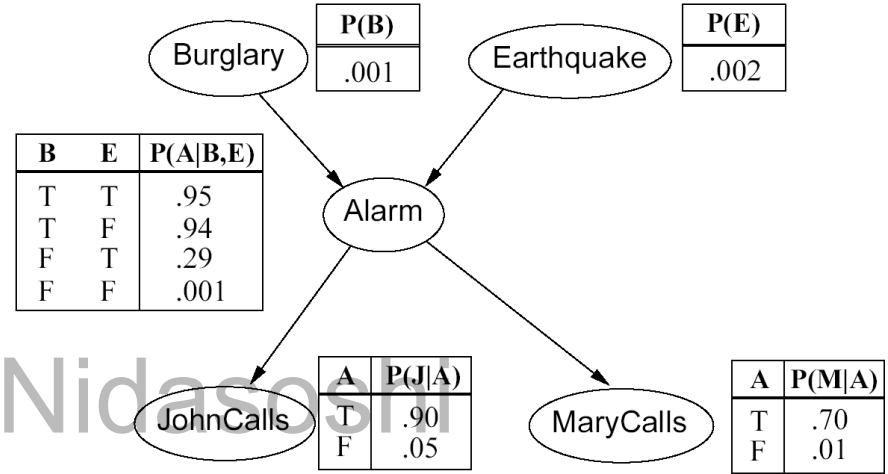 Burglary
P(B)
.001
Earthquake
P(E)
.002
B E P(A|B,E)
T T .95
T F .94
F T .29
F F .001
Alarm
Nidasoshi
JohnCalls
A P(J|A)
T .90
F .05
MaryCalls
A P(M|A)
T .70
F .01